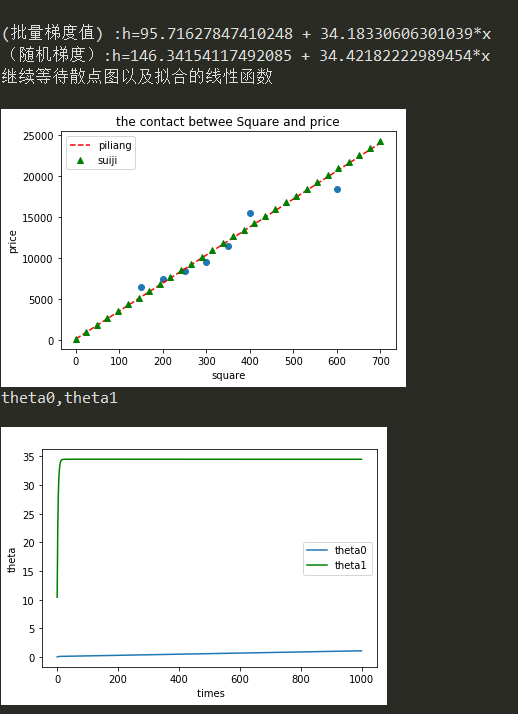 (批量梯度值) :h=95.71627847410248 + 34.18330606301039*x
（随机梯度）:h=146.34154117492085 + 34.42182222989454*x
继续等待散点图以及拟合的线性函数
the contact betwee Square and price
piliang
suiji
25000
20000
15000
10000
5000
0
price
0 100 200 300 400 500 600 700
square
theta0,theta1
35
30
25
20
15
10
5
0
theta
theta0
theta1
0 200 400 600 800 1000
times